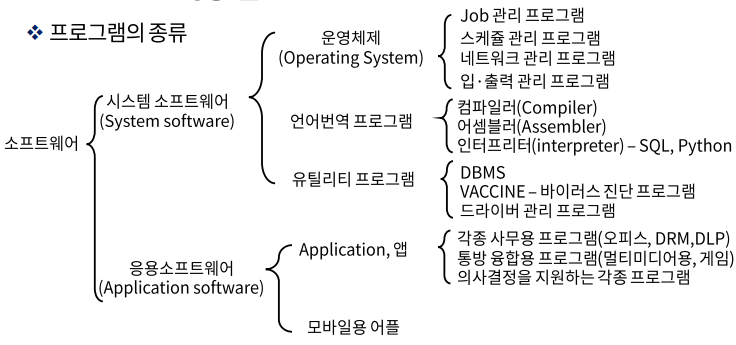 ❖ 프로그램의 종류
소프트웨어
시스템 소프트웨어
(System software)
운영체제
(Operating System)
Job 관리 프로그램
스케쥴 관리 프로그램
네트워크 관리 프로그램
입·출력 관리 프로그램
언어번역 프로그램
컴파일러(Compiler)
어셈블러(Assembler)
인터프리터(interpreter) – SQL, Python
유틸리티 프로그램
DBMS
VACCINE – 바이러스 진단 프로그램
드라이버 관리 프로그램
응용소프트웨어
(Application software)
Application, 앱
각종 사무용 프로그램(오피스, DRM,DLP)
통방 융합용 프로그램(멀티미디어용, 게임)
의사결정을 지원하는 각종 프로그램
모바일용 어플